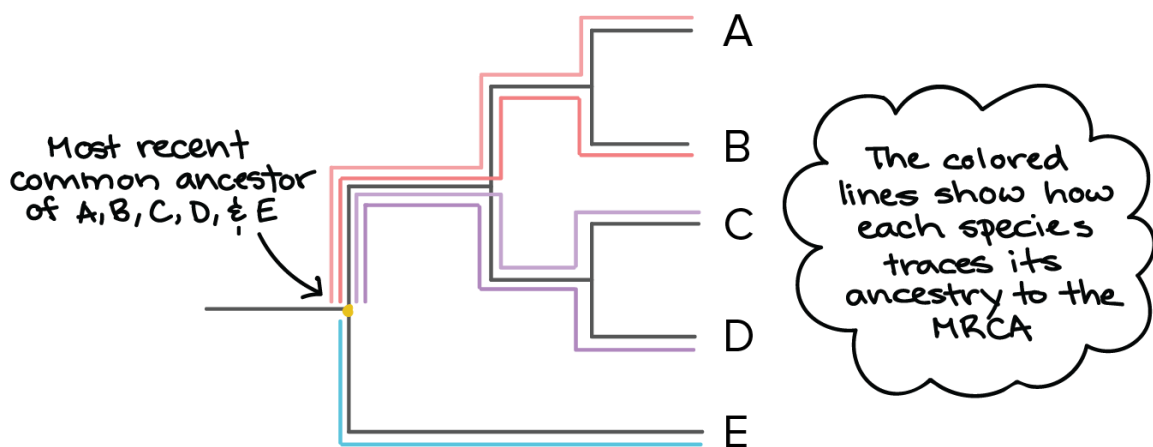 Most recent
common ancestor
of A, B, C, D, & E
A
B
C
D
E
The colored
lines show how
each species
traces its
ancestry to the
MRCA